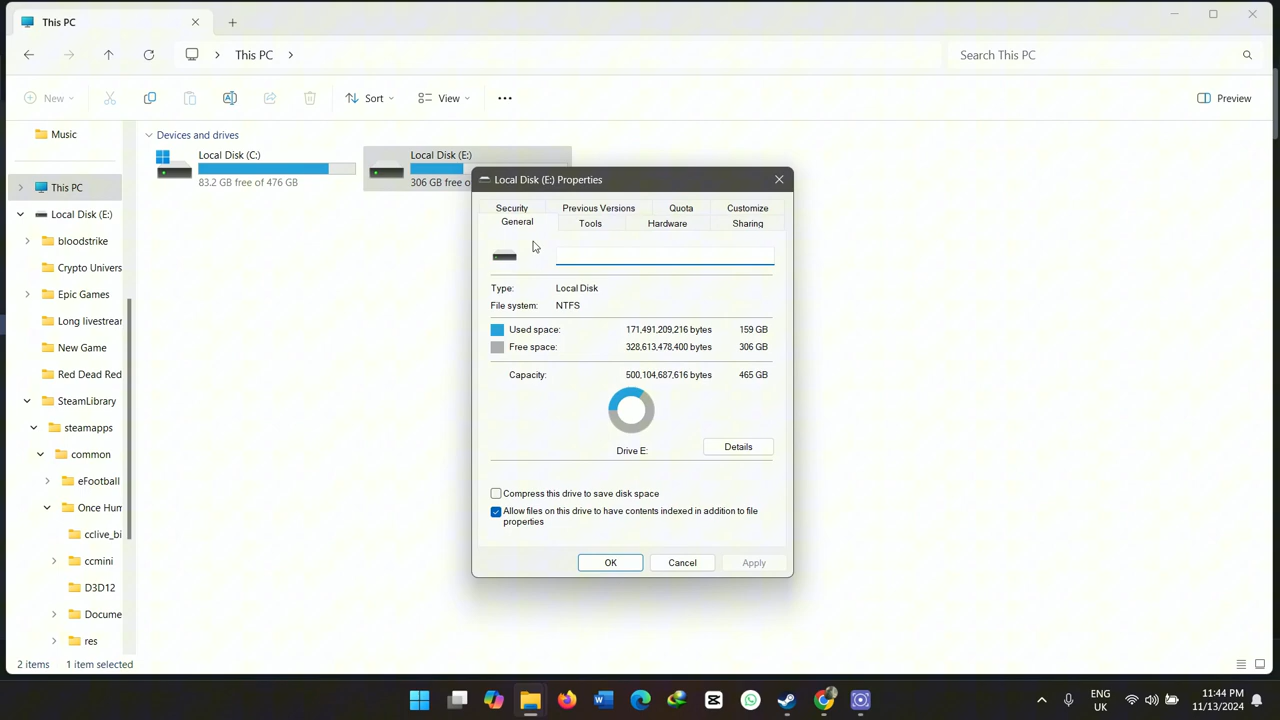 This PC
This PC
Search This PC
New
Sort
View
Preview
Music
This PC
Local Disk (E:)
bloodstrike
Crypto Univers
Epic Games
Long livestream
New Game
Red Dead Red
SteamLibrary
steamapps
common
eFootball
Once Hum
cclive_bi
ccmini
D3D12
Docume
res
Devices and drives
Local Disk (C:)
83.2 GB free of 476 GB
Local Disk (E:)
306 GB free o
Local Disk (E:) Properties
Security
Previous Versions
Quota
Customize
General
Tools
Hardware
Sharing
Type: Local Disk
File system: NTFS
Used space: 171,491,209,216 bytes 159 GB
Free space: 328,613,478,400 bytes 306 GB
Capacity: 500,104,687,616 bytes 465 GB
Drive E:
Details
Compress this drive to save disk space
Allow files on this drive to have contents indexed in addition to file
properties
OK
Cancel
Apply
2 items
1 item selected
ENG
UK
11:44 PM
11/13/2024